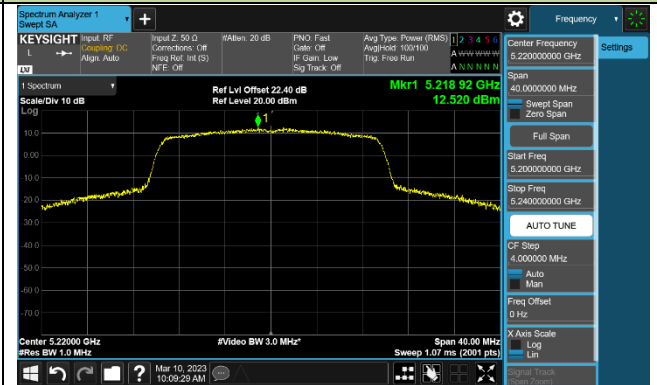 Spectrum Analyzer 1
Swept SA
Frequency
KEYSIGHT
Input: RF
Coupling: DC
Align: Auto
Input Z: 50 Ω
Corrections: Off
Freq Ref: Int (S)
NFE: Off
#Atten: 20 dB
PNO: Fast
Gate: Off
IF Gain: Low
Sig Track: Off
Avg Type: Power (RMS)
Avg|Hold: 100/100
Trig: Free Run
1 2 3 4 5 6
A W W W W W
A N N N N N
L
LXI
Center Frequency
5.220000000 GHz
Settings
Span
40.0000000 MHz
Swept Span
Zero Span
Full Span
Start Freq
5.200000000 GHz
Stop Freq
5.240000000 GHz
AUTO TUNE
CF Step
4.000000 MHz
Auto
Man
Freq Offset
0 Hz
X Axis Scale
Log
Lin
Signal Track
(Span Zoom)
1 Spectrum
Scale/Div 10 dB
Log
Ref Lvl Offset 22.40 dB
Ref Level 20.00 dBm
Mkr1 5.218 92 GHz
12.520 dBm
1
10.0
0.00
-10.0
-20.0
-30.0
-40.0
-50.0
-60.0
-70.0
Center 5.22000 GHz
#Res BW 1.0 MHz
#Video BW 3.0 MHz*
Span 40.00 MHz
Sweep 1.07 ms (2001 pts)
Mar 10, 2023
10:09:29 AM